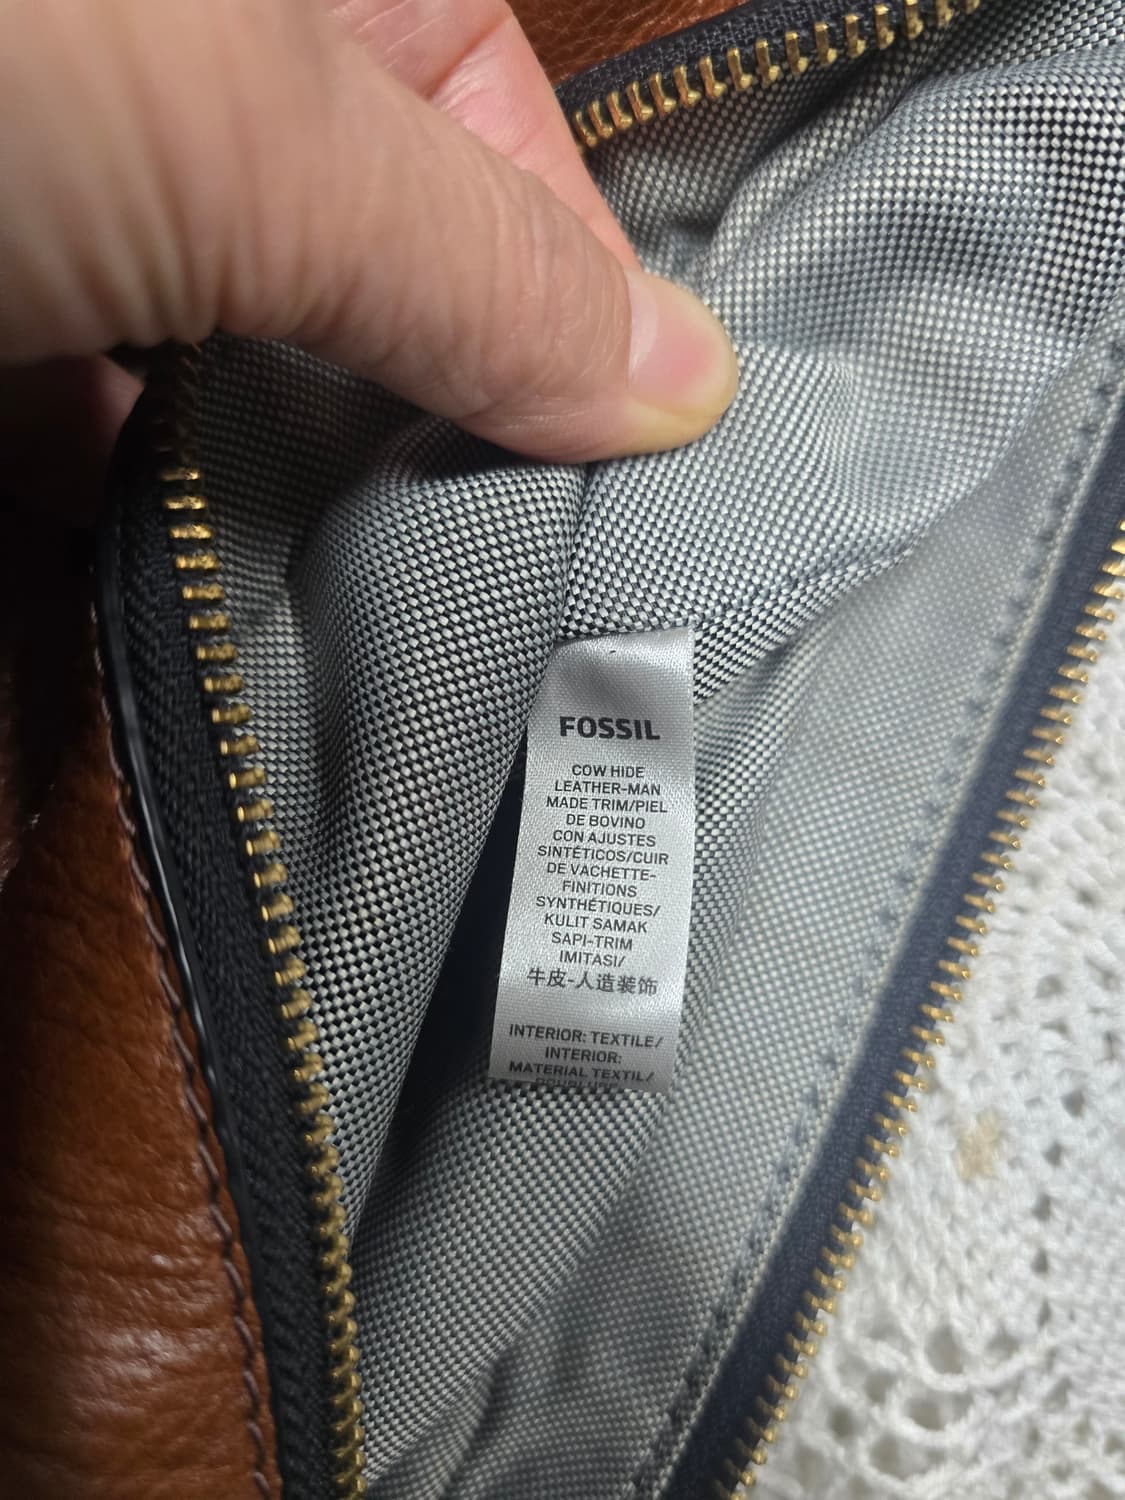 FOSSIL
COW HIDE
LEATHER-MAN
MADE TRIM/PIEL
DE BOVINO
CON AJUSTES
SINTÉTICOS/CUIR
DE VACHETTE-
FINITIONS
SYNTHÉTIQUES/
KULIT SAMAK
SAPI-TRIM
IMITASI/
牛皮-人造装饰
INTERIOR: TEXTILE/
INTERIOR:
MATERIAL TEXTIL/